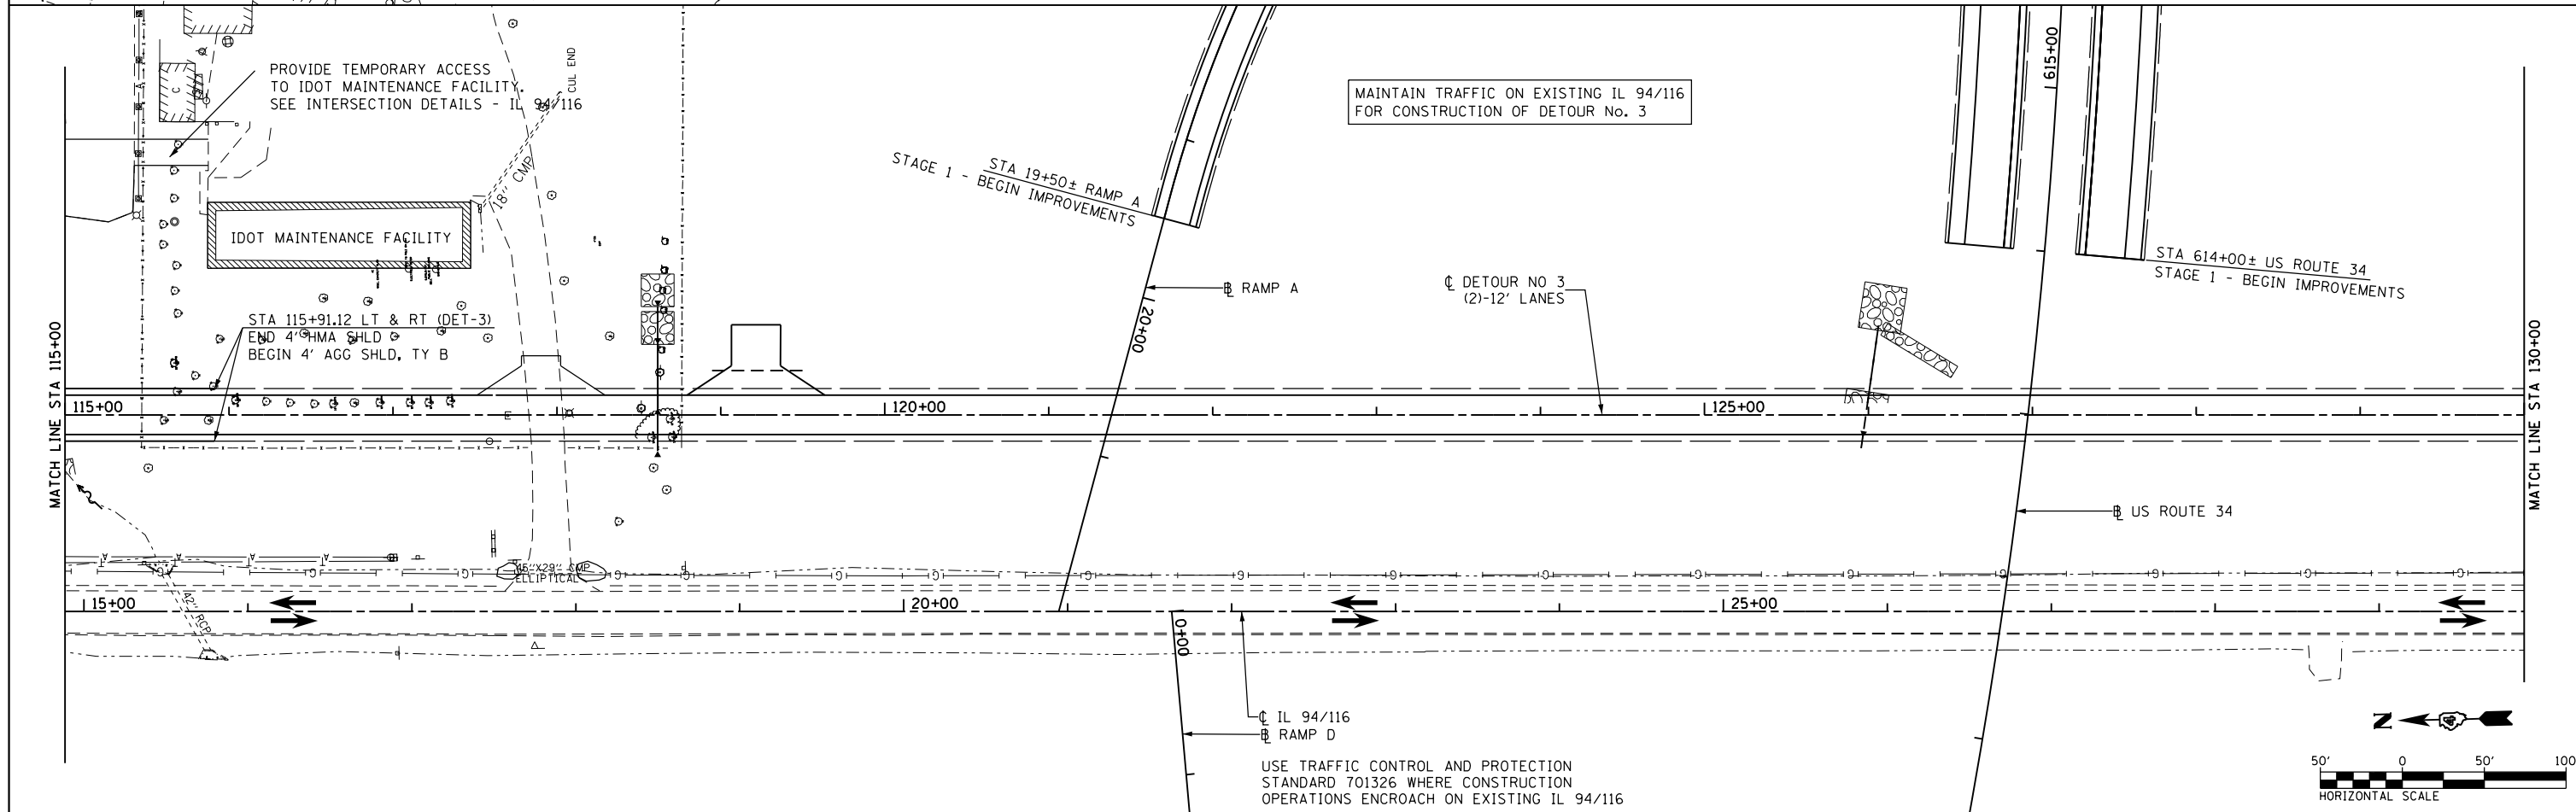 PROVIDE TEMPORARY ACCESS
TO IDOT MAINTENANCE FACILITY.
SEE INTERSECTION DETAILS - IL 94/116
CUL END
18" CMP
C
IDOT MAINTENANCE FACILITY
STA 115+91.12 LT & RT (DET-3)
END 4' HMA SHLD
BEGIN 4' AGG SHLD, TY B
MATCH LINE STA 115+00
MAINTAIN TRAFFIC ON EXISTING IL 94/116
FOR CONSTRUCTION OF DETOUR No. 3
STA 19+50± RAMP A
STAGE 1 - BEGIN IMPROVEMENTS
RAMP A
20+00
DETOUR NO 3
(2)-12' LANES
615+00
STA 614+00± US ROUTE 34
STAGE 1 - BEGIN IMPROVEMENTS
MATCH LINE STA 130+00
115+00
120+00
125+00
E
US ROUTE 34
A A A A
ELLIPTICAL
G G G G G G G G G G G G G G
42" RCP
15+00
20+00
25+00
0+00
℄ IL 94/116
RAMP D
USE TRAFFIC CONTROL AND PROTECTION
STANDARD 701326 WHERE CONSTRUCTION
OPERATIONS ENCROACH ON EXISTING IL 94/116
N
50' 0 50' 100
HORIZONTAL SCALE